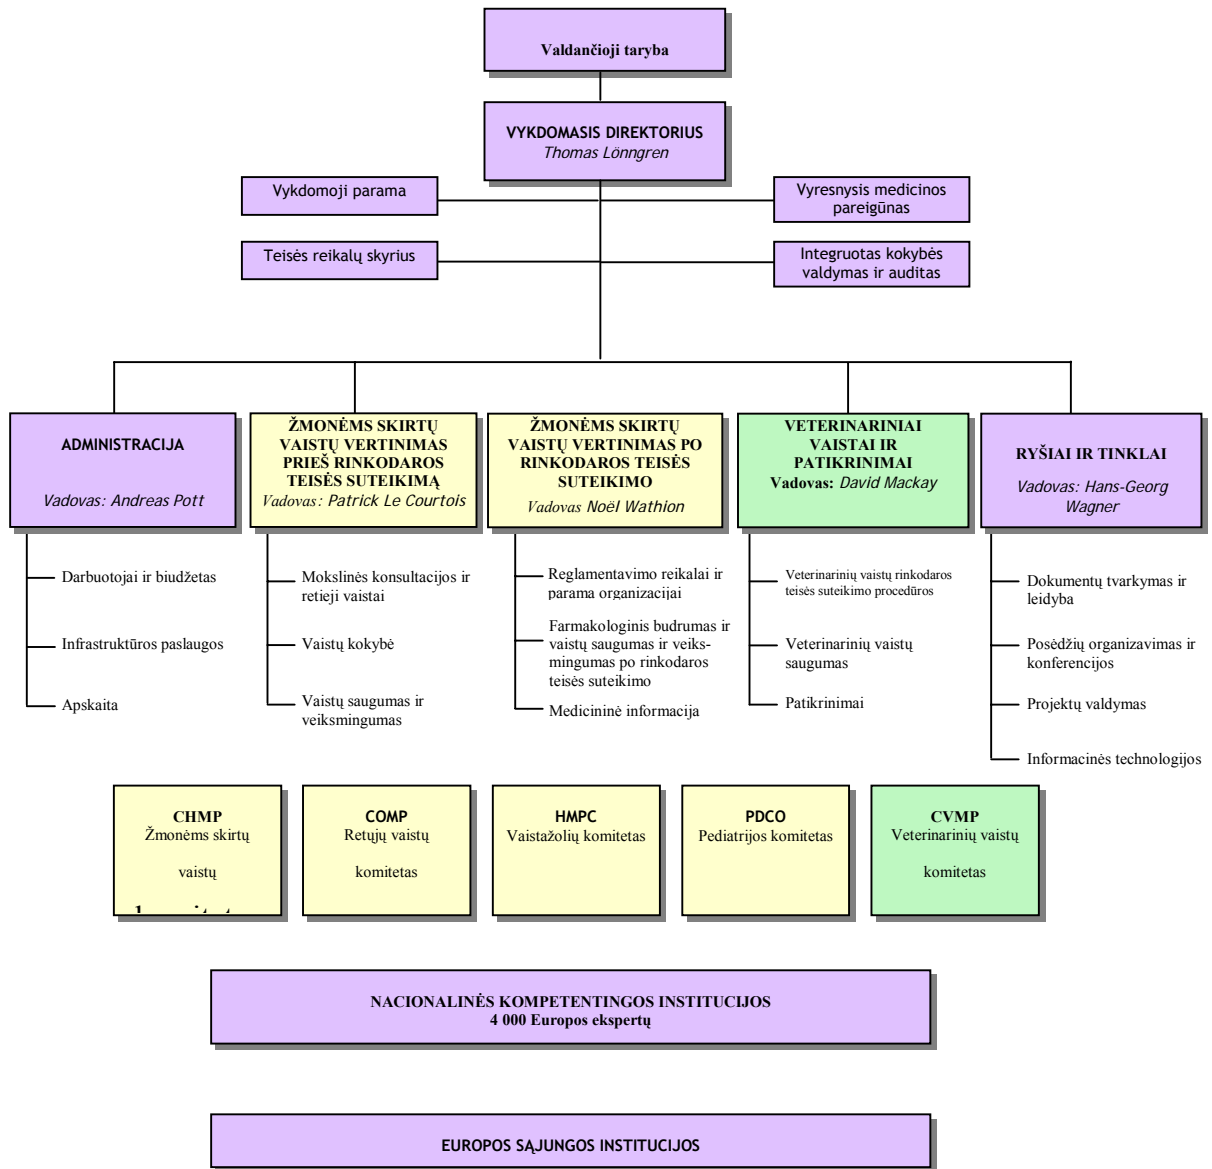 Valdančioji taryba
VYKDOMASIS DIREKTORIUS
Thomas Lönngren
Vykdomoji parama
Vyresnysis medicinos
pareigūnas
Teisės reikalų skyrius
Integruotas kokybės
valdymas ir auditas
ADMINISTRACIJA
Vadovas: Andreas Pott
ŽMONĖMS SKIRTŲ
VAISTŲ VERTINIMAS
PRIEŠ RINKODAROS
TEISĖS SUTEIKIMĄ
Vadovas: Patrick Le Courtois
ŽMONĖMS SKIRTŲ
VAISTŲ VERTINIMAS PO
RINKODAROS TEISĖS
SUTEIKIMO
Vadovas Noël Wathion
VETERINARINIAI
VAISTAI IR
PATIKRINIMAI
Vadovas: David Mackay
RYŠIAI IR TINKLAI
Vadovas: Hans-Georg
Wagner
Darbuotojai ir biudžetas
Infrastruktūros paslaugos
Apskaita
Mokslinės konsultacijos ir
retieji vaistai
Vaistų kokybė
Vaistų saugumas ir
veiksmingumas
Reglamentavimo reikalai ir
parama organizacijai
Farmakologinis budrumas ir
vaistų saugumas ir veiks-
mingumas po rinkodaros
teisės suteikimo
Medicininė informacija
Veterinarinių vaistų rinkodaros
teisės suteikimo procedūros
Veterinarinių vaistų
saugumas
Patikrinimai
Dokumentų tvarkymas ir
leidyba
Posėdžių organizavimas ir
konferencijos
Projektų valdymas
Informacinės technologijos
CHMP
Žmonėms skirtų
vaistų
COMP
Retųjų vaistų
komitetas
HMPC
Vaistažolių komitetas
PDCO
Pediatrijos komitetas
CVMP
Veterinarinių vaistų
komitetas
NACIONALINĖS KOMPETENTINGOS INSTITUCIJOS
4 000 Europos ekspertų
EUROPOS SĄJUNGOS INSTITUCIJOS